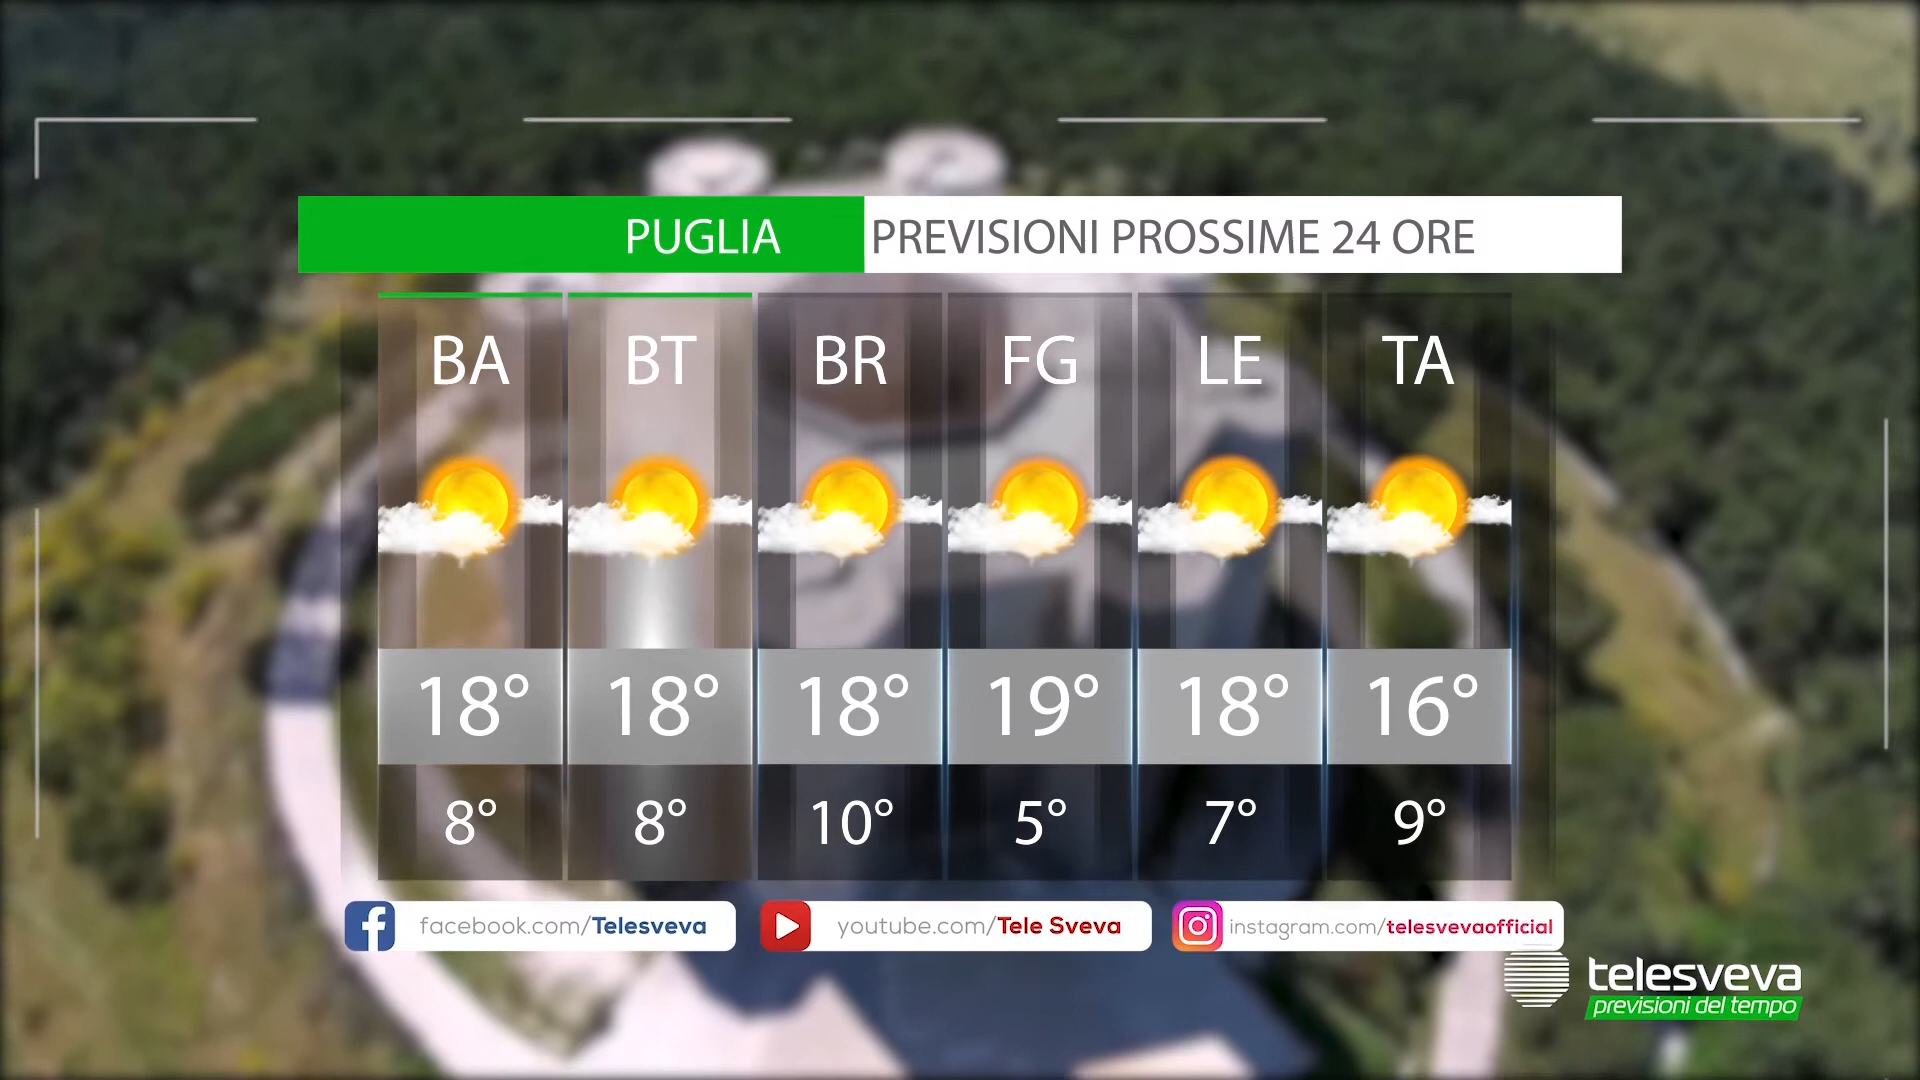 PUGLIA PREVISIONI PROSSIME 24 ORE
BA BT BR FG LE TA
18° 18° 18° 19° 18° 16°
8° 8° 10° 5° 7° 9°
facebook.com/Telesveva youtube.com/Tele Sveva instagram.com/telesvevaofficial
telesveva
previsioni del tempo